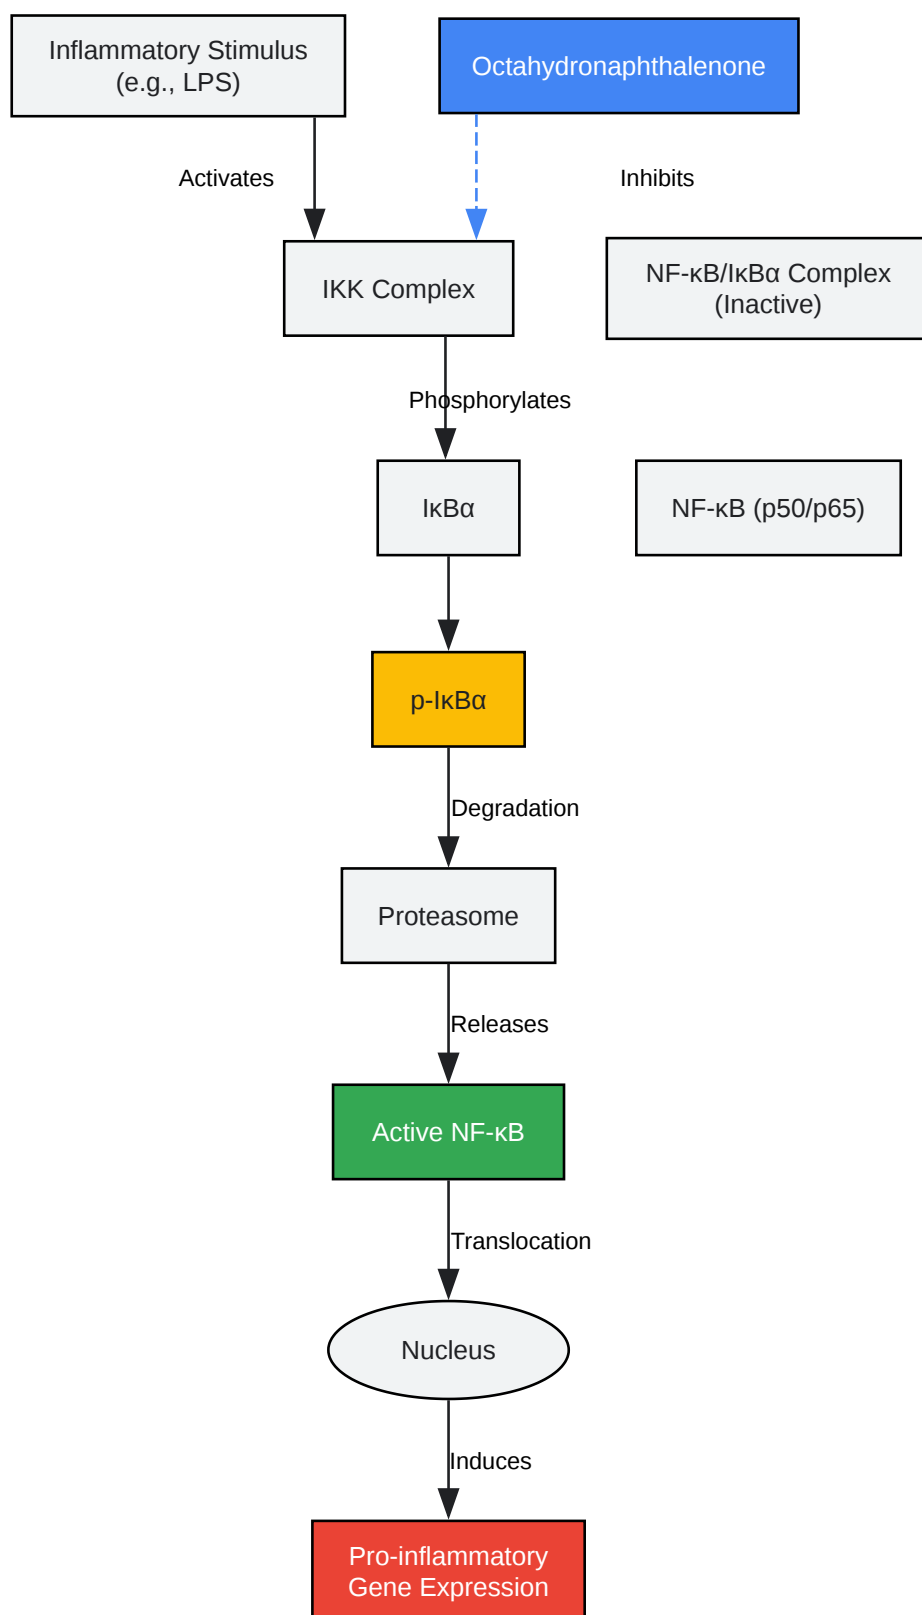 Inflammatory Stimulus
(e.g., LPS)
Octahydronaphthalenone
Activates
Inhibits
IKK Complex
NF-κB/IκBα Complex
(Inactive)
Phosphorylates
IκBα
NF-κB (p50/p65)
p-IκBα
Degradation
Proteasome
Releases
Active NF-κB
Translocation
Nucleus
Induces
Pro-inflammatory
Gene Expression